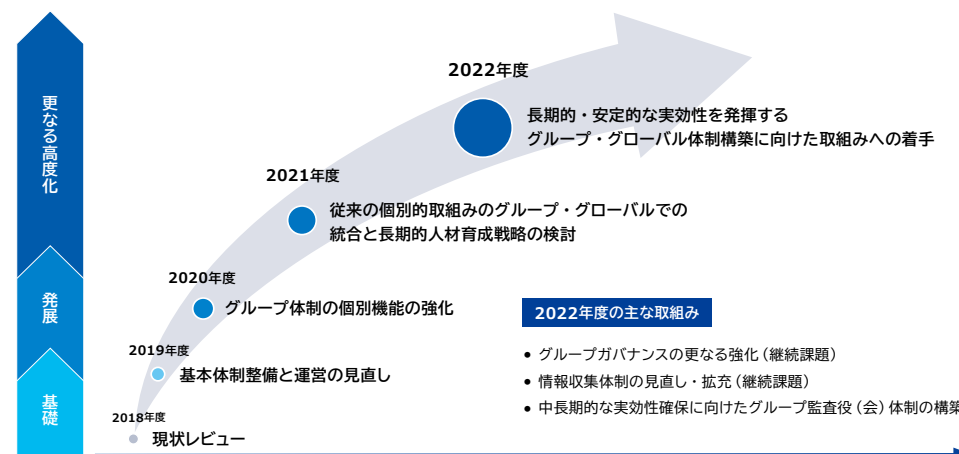 更なる高度化
発展
基礎
2022年度
長期的・安定的な実効性を発揮する
グループ・グローバル体制構築に向けた取組みへの着手
2021年度
従来の個別的取組みのグループ・グローバルでの
統合と長期的人材育成戦略の検討
2020年度
グループ体制の個別機能の強化
2019年度
基本体制整備と運営の見直し
2018年度
現状レビュー
2022年度の主な取組み
• グループガバナンスの更なる強化（継続課題）
• 情報収集体制の見直し・拡充（継続課題）
• 中長期的な実効性確保に向けたグループ監査役（会）体制の構築